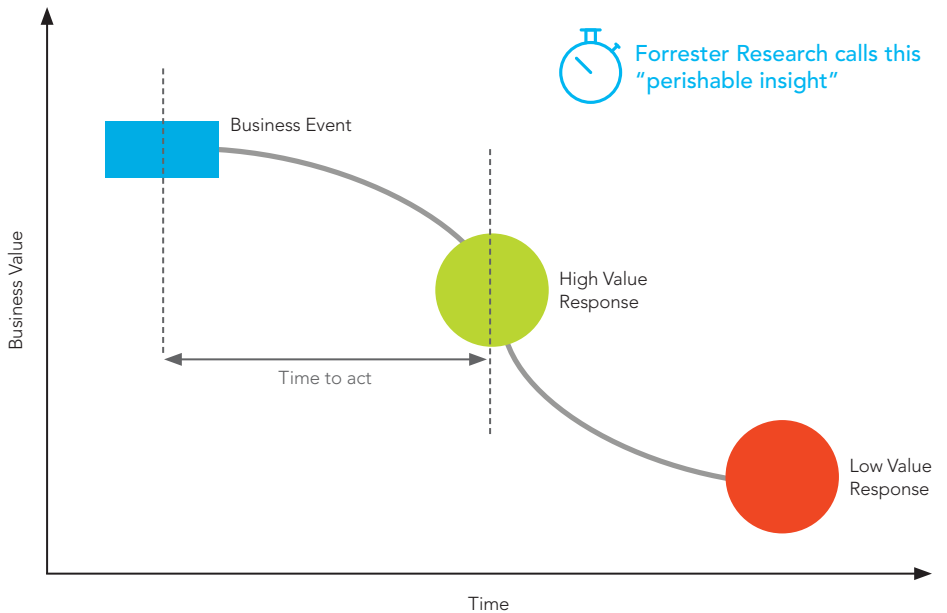 Forrester Research calls this
“perishable insight”
Business Event
Business Value
High Value
Response
Time to act
Low Value
Response
Time